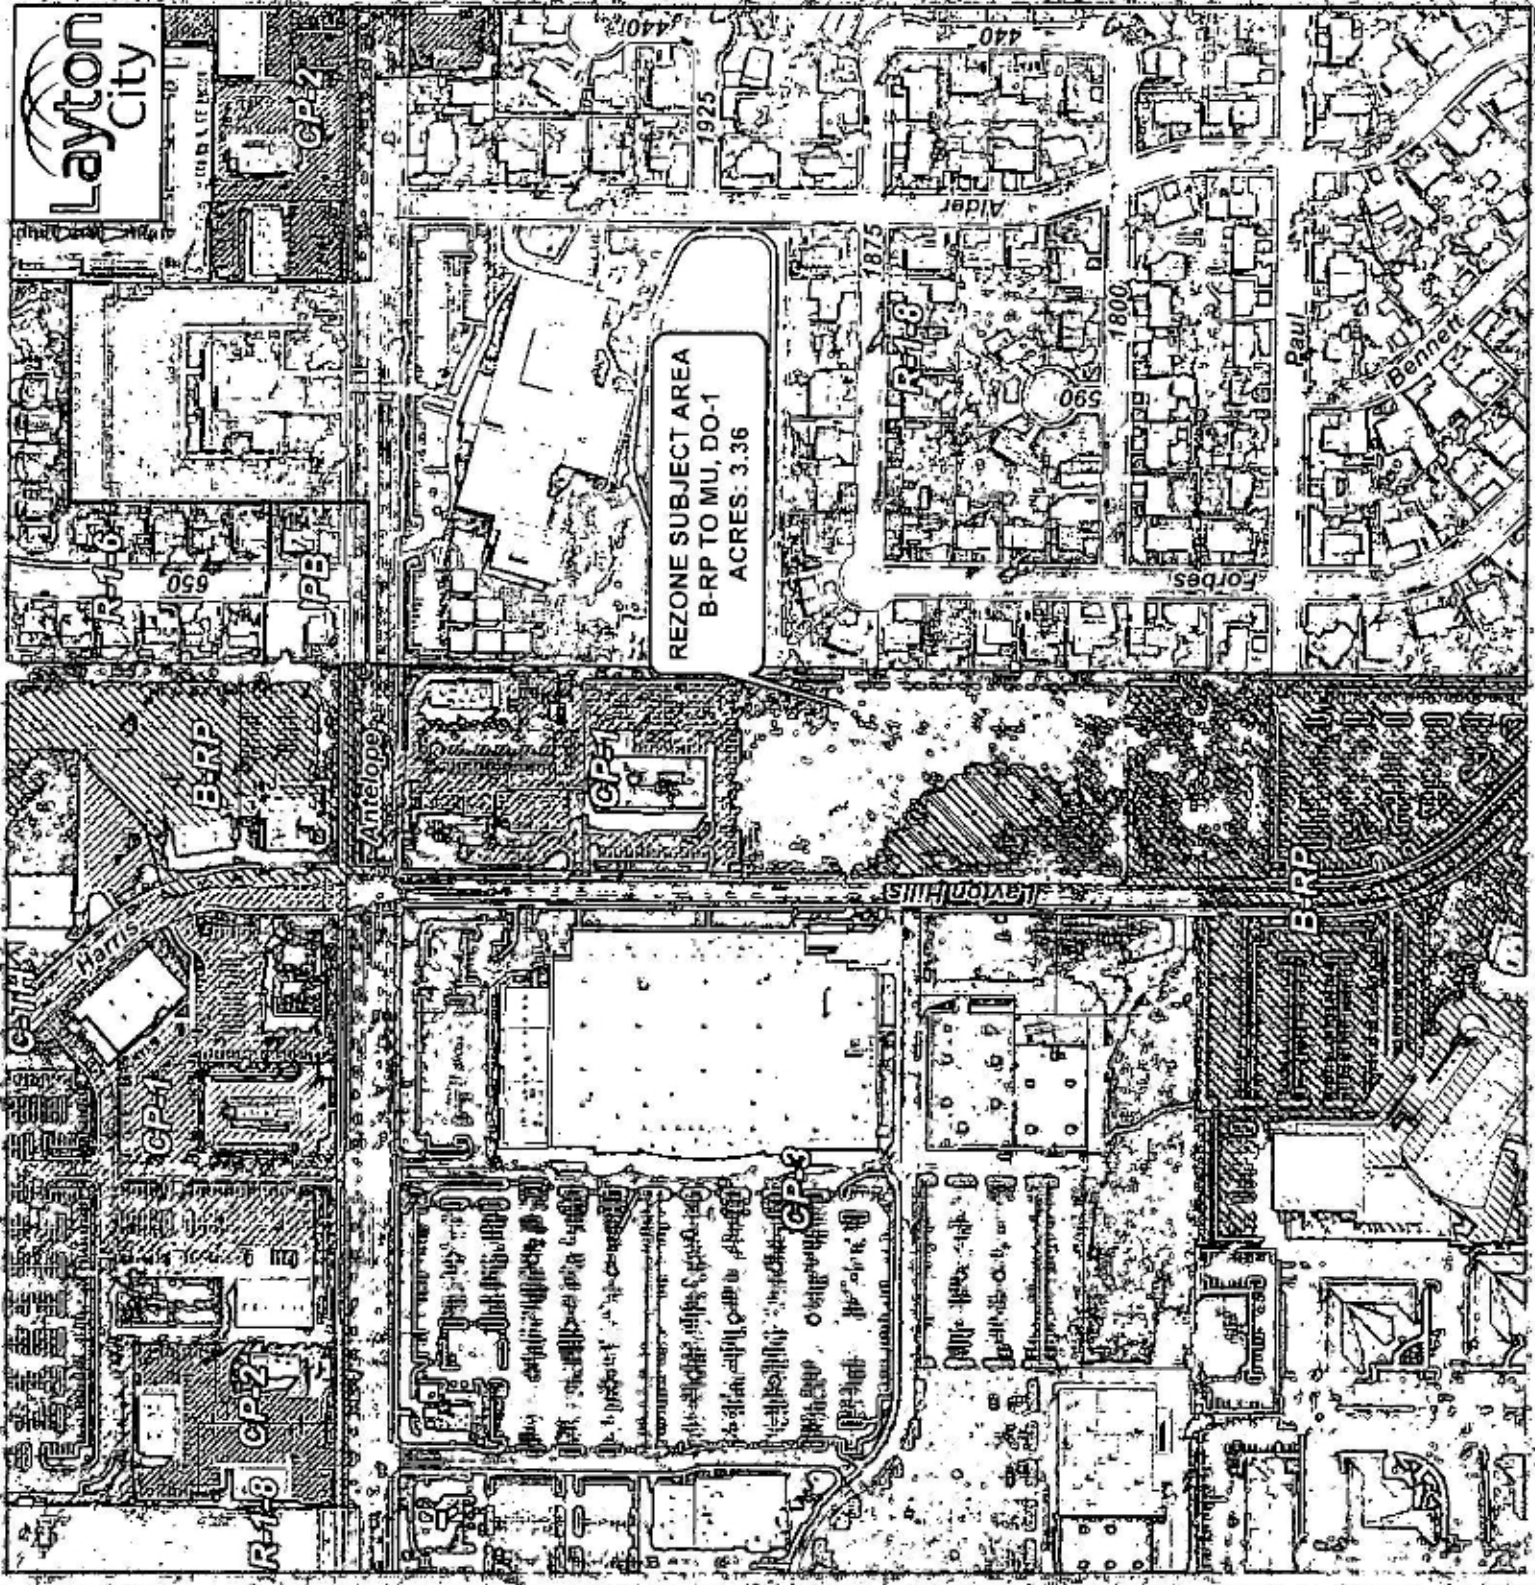 Layton
City
CP-2
440
440
1925
Alder
1875
R-1-8
1800
590
Paul
Bennett
REZONE SUBJECT AREA
B-RP TO MU, DO-1
ACRES: 3.36
R-1-6
650
PB
Forbes
B-RP
Antelope
CP-1
Layton Hills
B-RP
Harris
CP-1
CP-3
CP-2
R-1-8